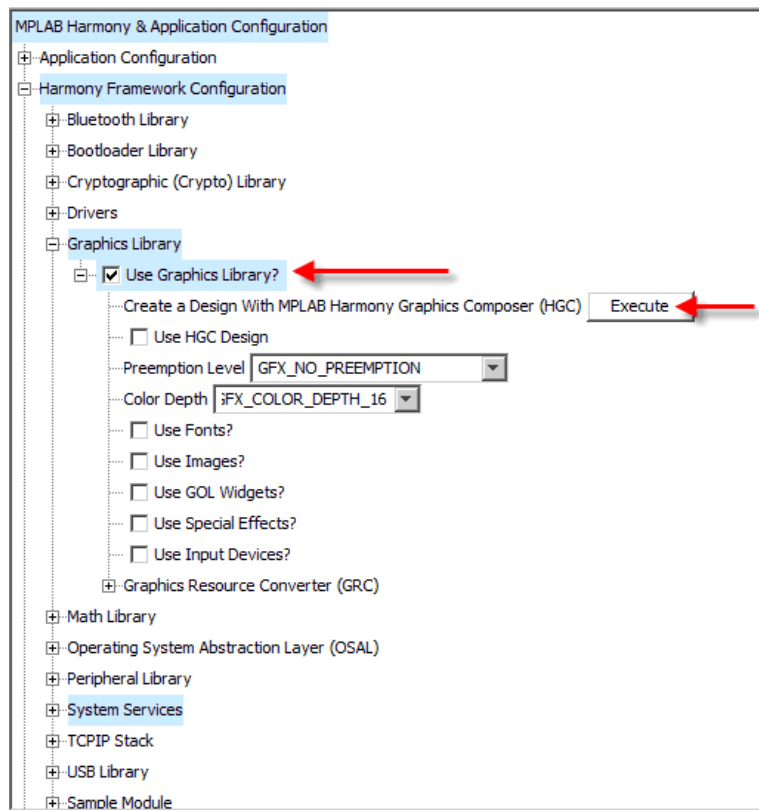 MPLAB Harmony & Application Configuration
Application Configuration
Harmony Framework Configuration
Bluetooth Library
Bootloader Library
Cryptographic (Crypto) Library
Drivers
Graphics Library
Use Graphics Library?
Create a Design With MPLAB Harmony Graphics Composer (HGC) Execute
Use HGC Design
Preemption Level GFX_NO_PREEMPTION
Color Depth GFX_COLOR_DEPTH_16
Use Fonts?
Use Images?
Use GOL Widgets?
Use Special Effects?
Use Input Devices?
Graphics Resource Converter (GRC)
Math Library
Operating System Abstraction Layer (OSAL)
Peripheral Library
System Services
TCPIP Stack
USB Library
Sample Module